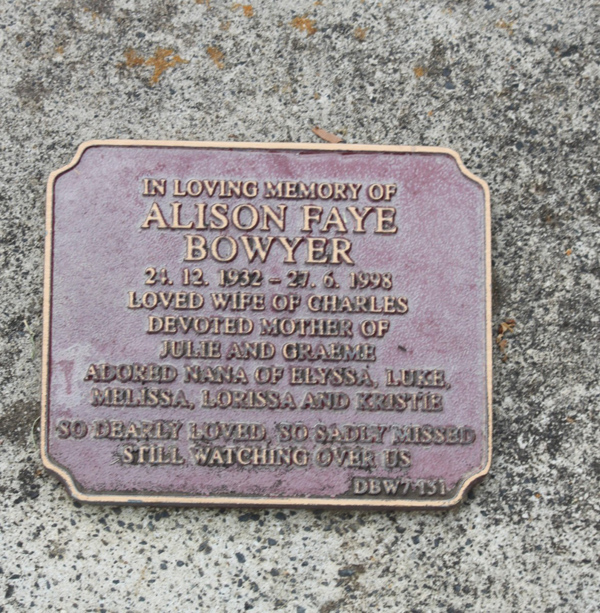 IN LOVING MEMORY OF
ALISON FAYE
BOWYER
24. 12. 1932 – 27. 6. 1998
LOVED WIFE OF CHARLES
DEVOTED MOTHER OF
JULIE AND GRAEME
ADORED NANA OF ELYSSA, LUKE,
MELISSA, LORISSA AND KRISTIE
SO DEARLY LOVED, SO SADLY MISSED
STILL WATCHING OVER US